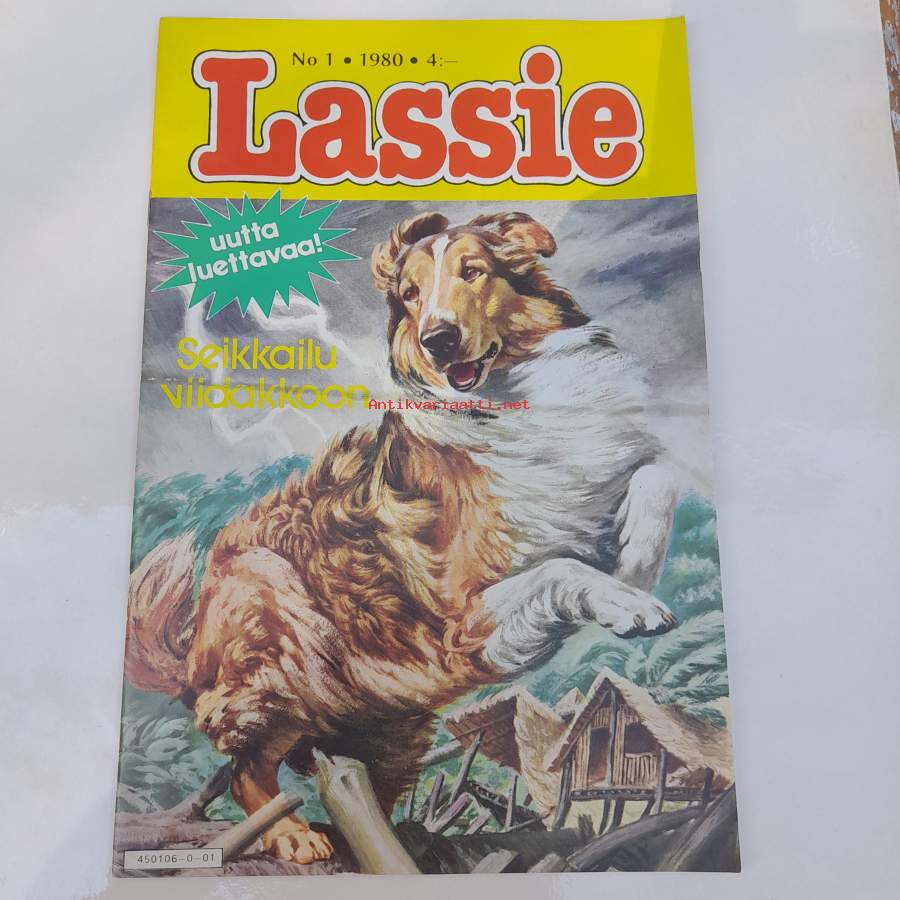 No 1 • 1980 • 4:–
Lassie
uutta
luettavaa!
Seikkailu
viidakkoon
Antikvariaatti.net
450106-0-01